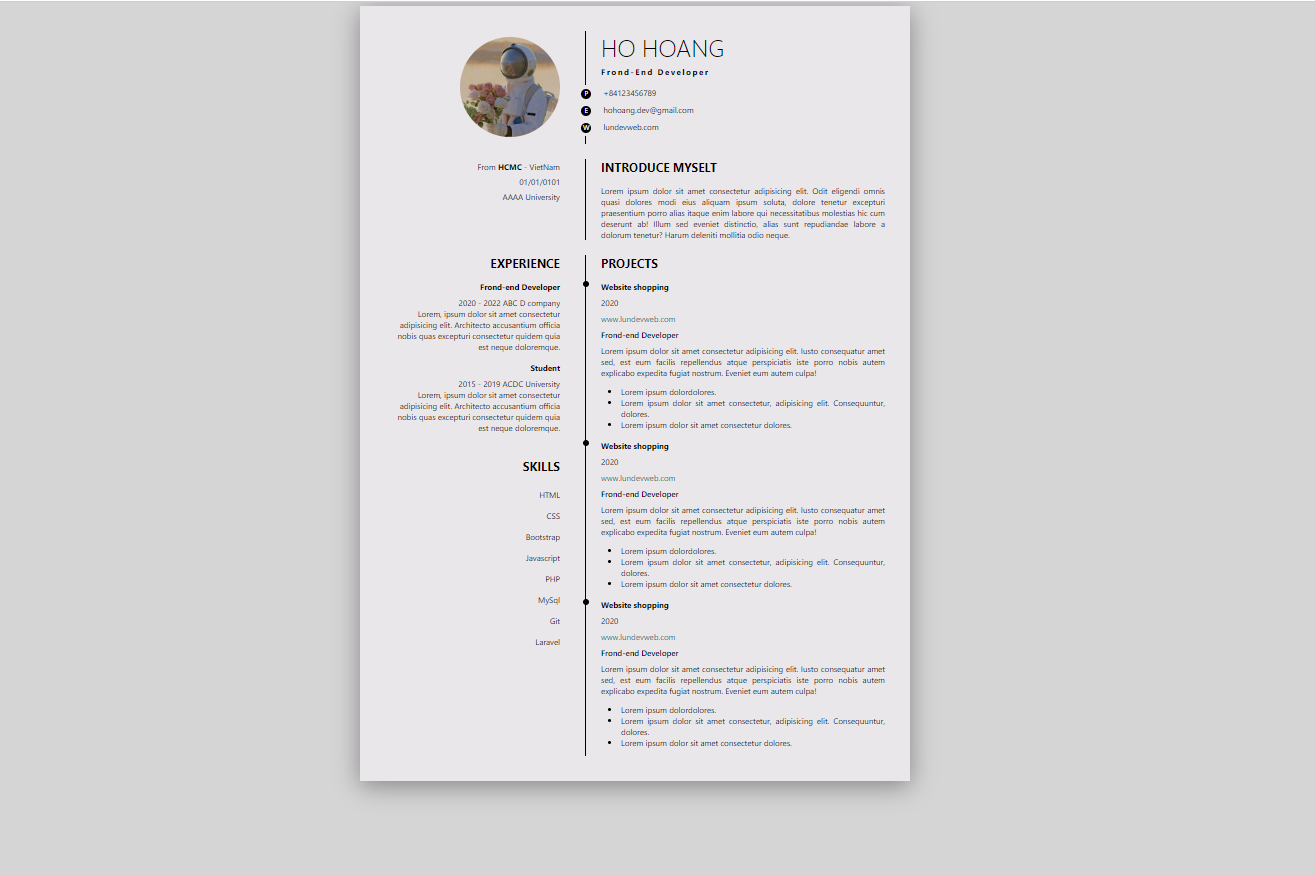 HO HOANG
Frond-End Developer
P +84123456789
E hohoang.dev@gmail.com
W lundevweb.com
From HCMC - VietNam
01/01/0101
AAAA University
INTRODUCE MYSELT
Lorem ipsum dolor sit amet consectetur adipisicing elit. Odit eligendi omnis
quasi dolores modi eius aliquam ipsum soluta, dolore tenetur excepturi
praesentium porro alias itaque enim labore qui necessitatibus molestias hic cum
deserunt ab! Illum sed eveniet distinctio, alias sunt repudiandae labore a
dolorum tenetur? Harum deleniti mollitia odio neque.
EXPERIENCE
Frond-end Developer
2020 - 2022 ABC D company
Lorem, ipsum dolor sit amet consectetur
adipisicing elit. Architecto accusantium officia
nobis quas excepturi consectetur quidem quia
est neque doloremque.
Student
2015 - 2019 ACDC University
Lorem, ipsum dolor sit amet consectetur
adipisicing elit. Architecto accusantium officia
nobis quas excepturi consectetur quidem quia
est neque doloremque.
SKILLS
HTML
CSS
Bootstrap
Javascript
PHP
MySql
Git
Laravel
PROJECTS
Website shopping
2020
www.lundevweb.com
Frond-end Developer
Lorem ipsum dolor sit amet consectetur adipisicing elit. Iusto consequatur amet
sed, est eum facilis repellendus atque perspiciatis iste porro nobis autem
explicabo expedita fugiat nostrum. Eveniet eum autem culpa!
• Lorem ipsum dolordolores.
• Lorem ipsum dolor sit amet consectetur, adipisicing elit. Consequuntur,
dolores.
• Lorem ipsum dolor sit amet consectetur dolores.
Website shopping
2020
www.lundevweb.com
Frond-end Developer
Lorem ipsum dolor sit amet consectetur adipisicing elit. Iusto consequatur amet
sed, est eum facilis repellendus atque perspiciatis iste porro nobis autem
explicabo expedita fugiat nostrum. Eveniet eum autem culpa!
• Lorem ipsum dolordolores.
• Lorem ipsum dolor sit amet consectetur, adipisicing elit. Consequuntur,
dolores.
• Lorem ipsum dolor sit amet consectetur dolores.
Website shopping
2020
www.lundevweb.com
Frond-end Developer
Lorem ipsum dolor sit amet consectetur adipisicing elit. Iusto consequatur amet
sed, est eum facilis repellendus atque perspiciatis iste porro nobis autem
explicabo expedita fugiat nostrum. Eveniet eum autem culpa!
• Lorem ipsum dolordolores.
• Lorem ipsum dolor sit amet consectetur, adipisicing elit. Consequuntur,
dolores.
• Lorem ipsum dolor sit amet consectetur dolores.